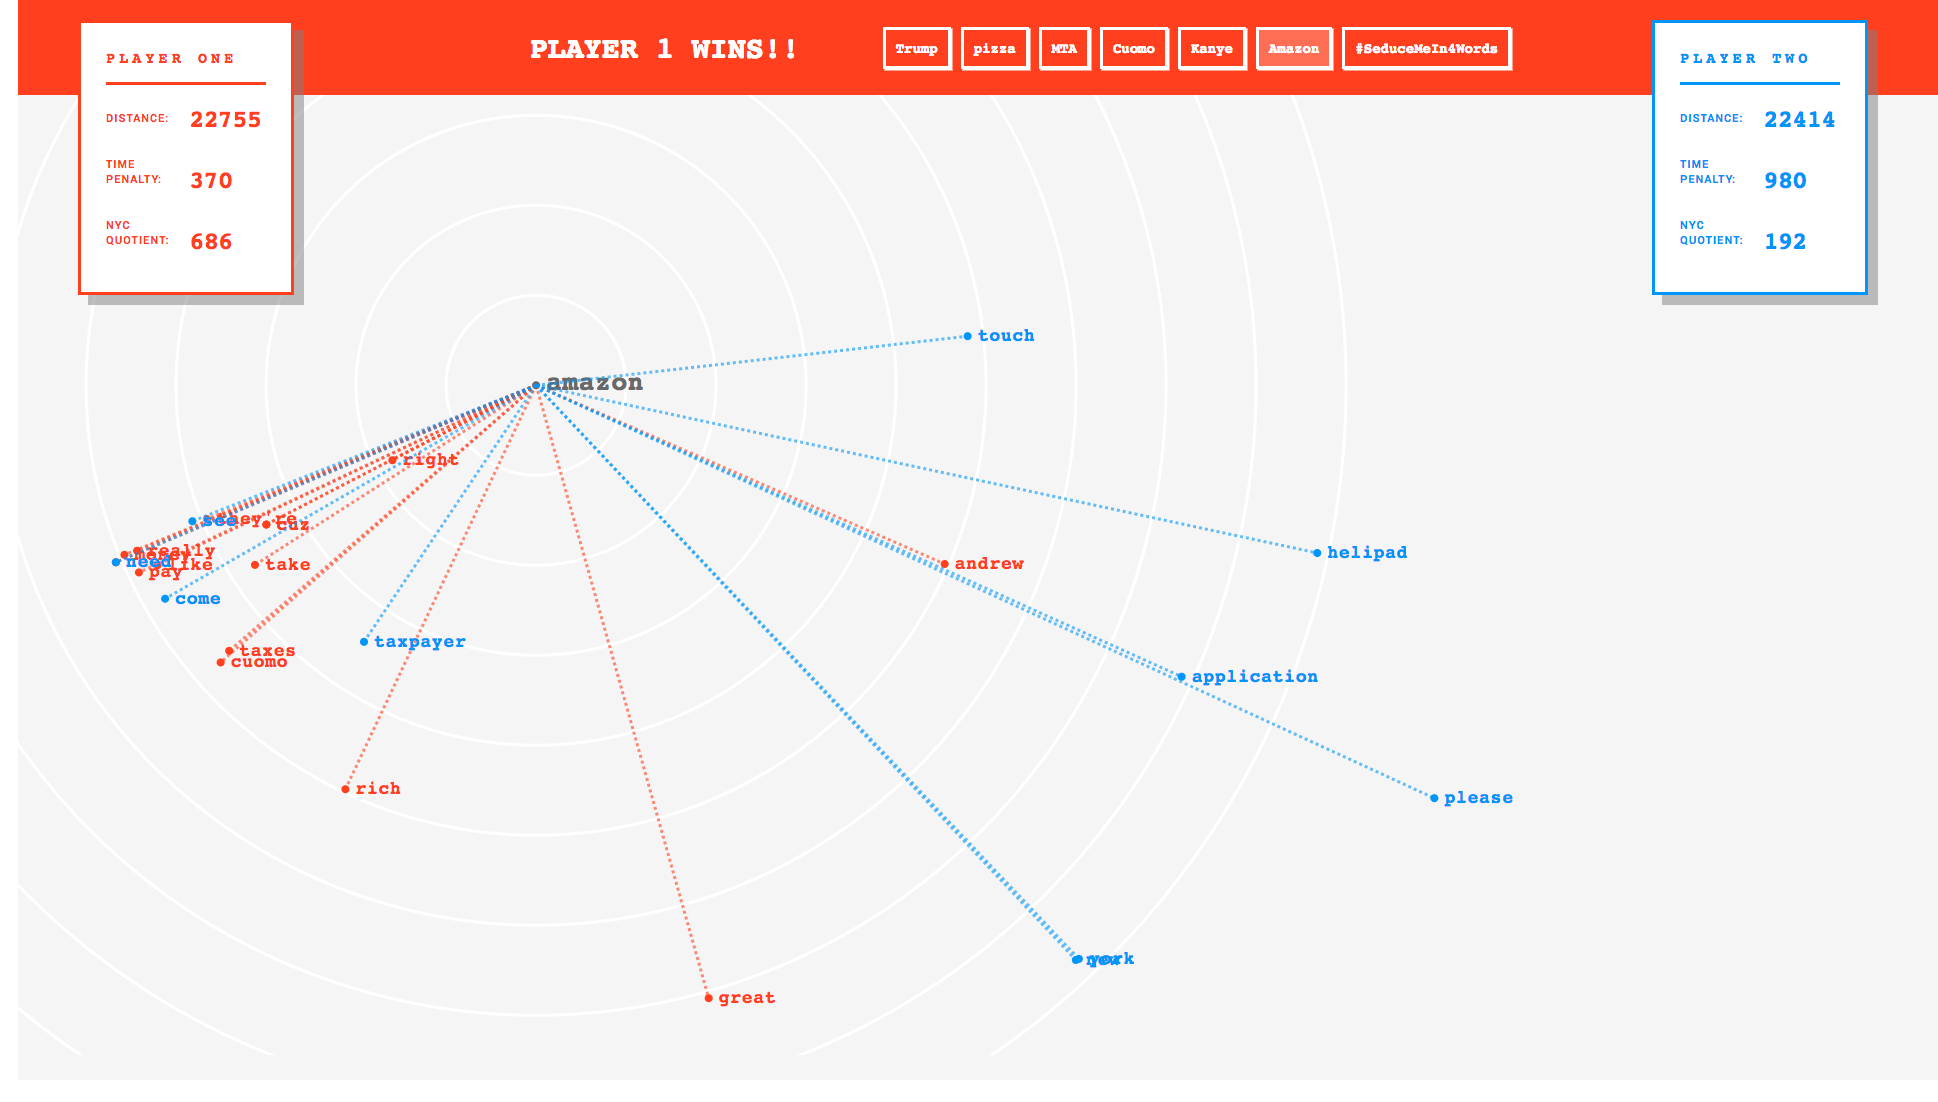 PLAYER ONE
DISTANCE: 22755
TIME
PENALTY: 370
NYC
QUOTIENT: 686
PLAYER 1 WINS!!
Trump
pizza
MTA
Cuomo
Kanye
Amazon
#SeduceMeIn4Words
PLAYER TWO
DISTANCE: 22414
TIME
PENALTY: 980
NYC
QUOTIENT: 192
touch
amazon
right
see
cuz
really
need
like
pay
take
andrew
helipad
come
taxpayer
taxes
cuomo
application
rich
please
york
great